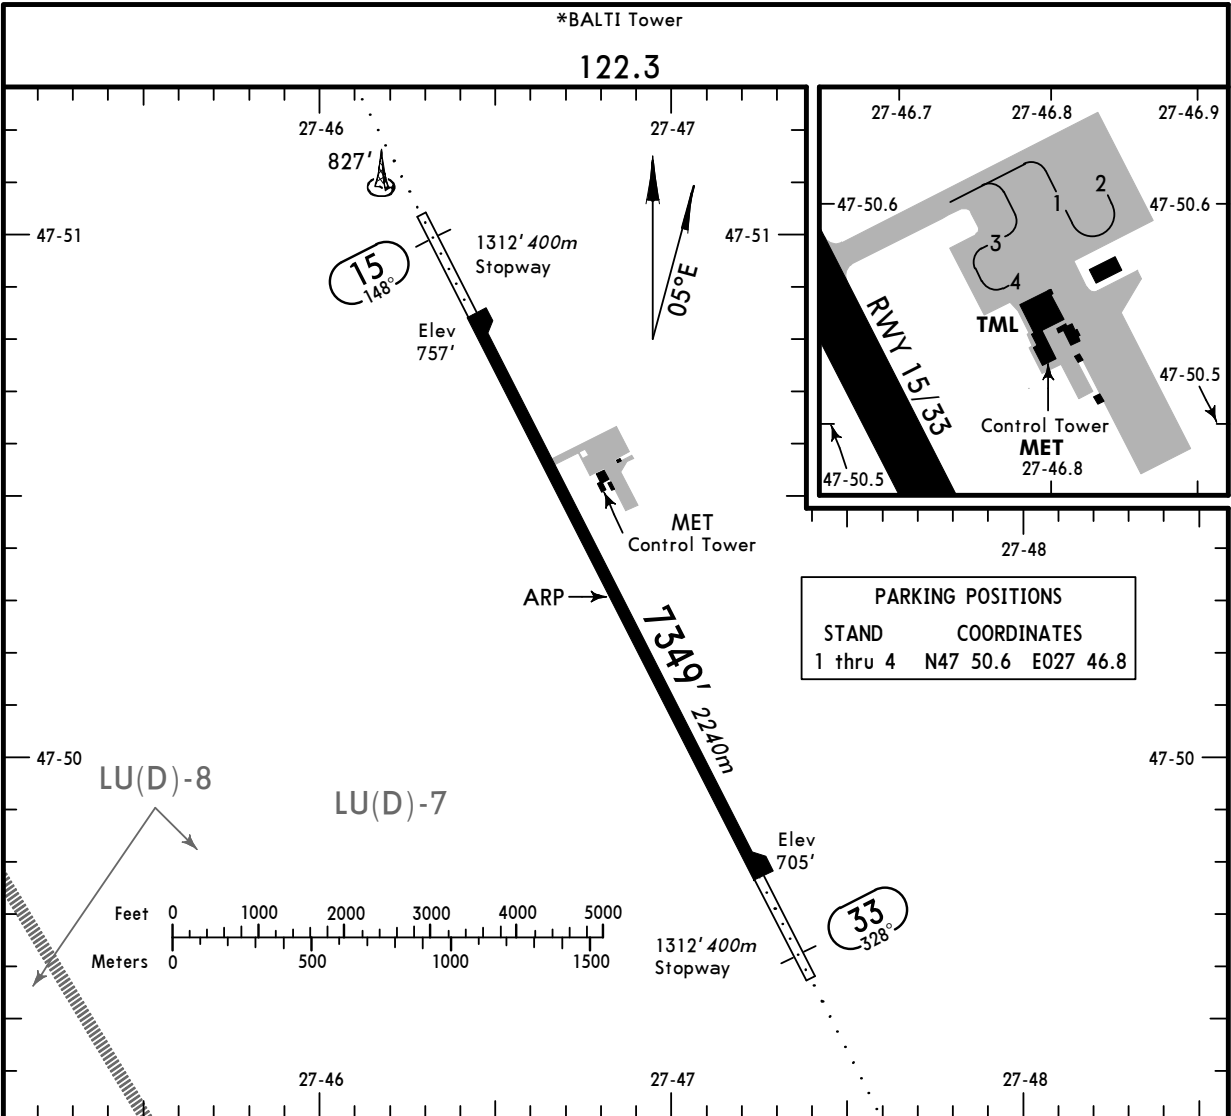 *BALTI Tower
122.3
27-46
27-47
827'
47-51
47-51
1312' 400m
Stopway
15
148°
05°E
Elev
757'
MET
Control Tower
ARP
7349' 2240m
47-50
47-50
LU(D)-8
LU(D)-7
Elev
705'
33
328°
1312' 400m
Stopway
Feet 0 1000 2000 3000 4000 5000
Meters 0 500 1000 1500
27-46
27-47
27-48
27-46.7
27-46.8
27-46.9
47-50.6
47-50.6
1
2
3
4
TML
RWY 15/33
47-50.5
Control Tower
MET
27-46.8
47-50.5
27-48
PARKING POSITIONS
STAND COORDINATES
1 thru 4 N47 50.6 E027 46.8